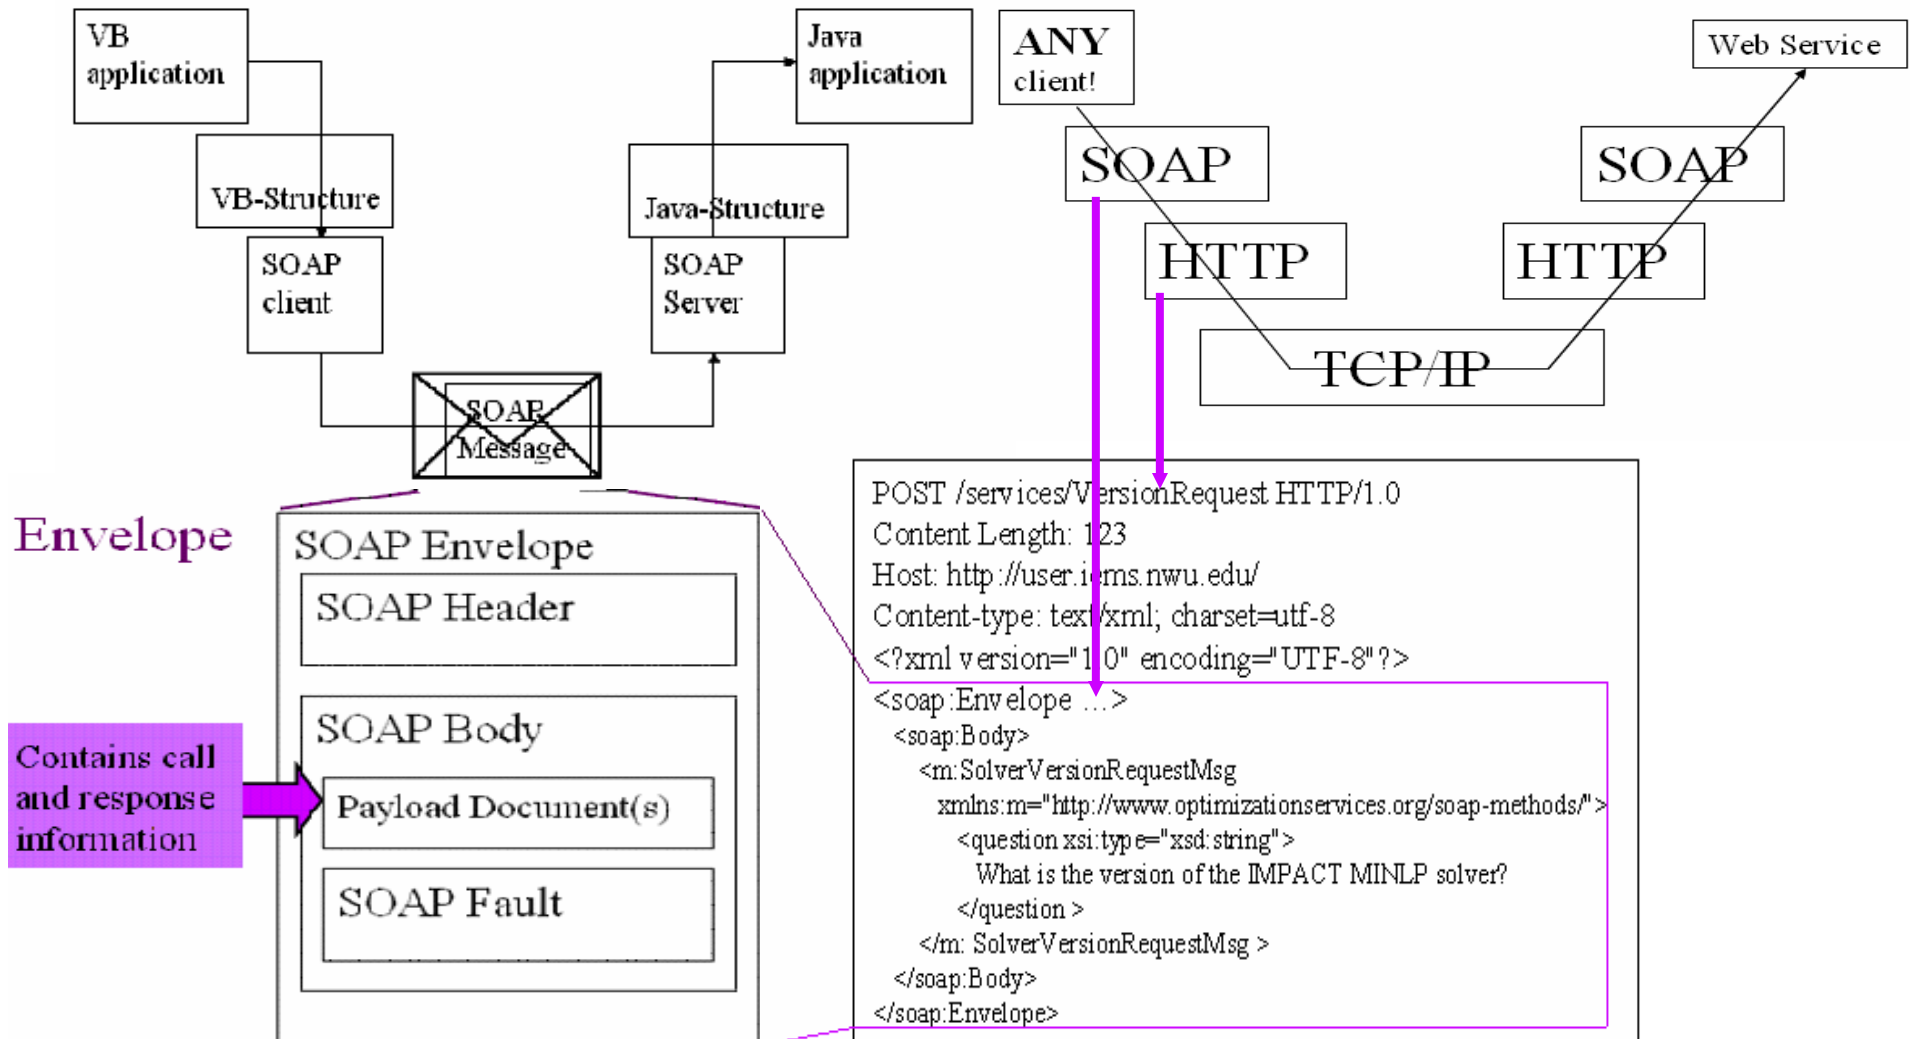 VB
application
VB-Structure
SOAP
client
SOAP
Message
SOAP
Server
Java-Structure
Java
application
ANY
client!
SOAP
HTTP
TCP/IP
HTTP
SOAP
Web Service
Envelope
SOAP Envelope
SOAP Header
SOAP Body
Payload Document(s)
SOAP Fault
Contains call
and response
information
POST /services/VersionRequest HTTP/1.0
Content Length: 123
Host: http://user.iems.nwu.edu/
Content-type: text/xml; charset=utf-8
<?xml version="1.0" encoding="UTF-8"?>
<soap:Envelope ...>
<soap:Body>
<m:SolverVersionRequestMsg
xmlns:m="http://www.optimizationservices.org/soap-methods/">
<question xsi:type="xsd:string">
What is the version of the IMPACT MINLP solver?
</question >
</m: SolverVersionRequestMsg >
</soap:Body>
</soap:Envelope>